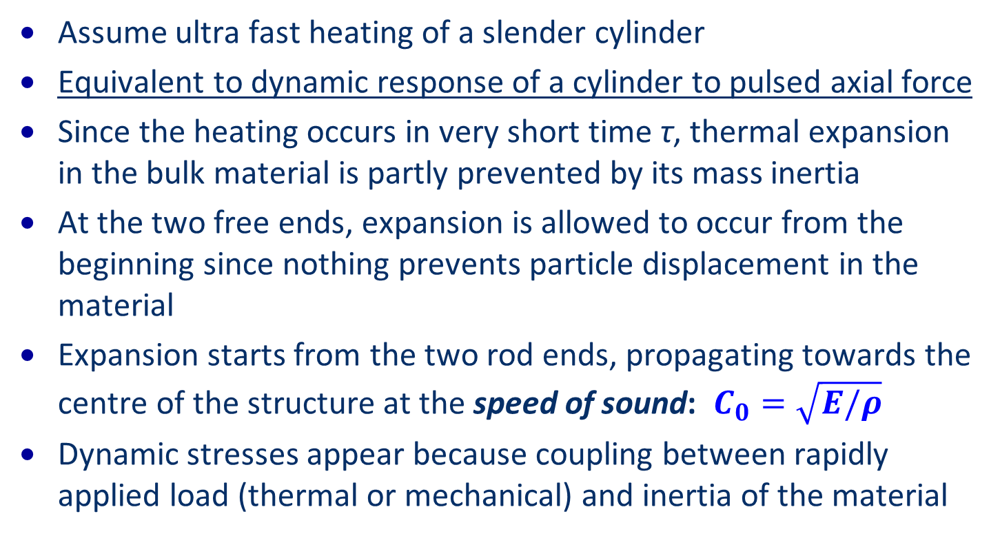 • Assume ultra fast heating of a slender cylinder
• Equivalent to dynamic response of a cylinder to pulsed axial force
• Since the heating occurs in very short time τ, thermal expansion
in the bulk material is partly prevented by its mass inertia
• At the two free ends, expansion is allowed to occur from the
beginning since nothing prevents particle displacement in the
material
• Expansion starts from the two rod ends, propagating towards the
centre of the structure at the speed of sound: C₀ = √E/ρ
• Dynamic stresses appear because coupling between rapidly
applied load (thermal or mechanical) and inertia of the material